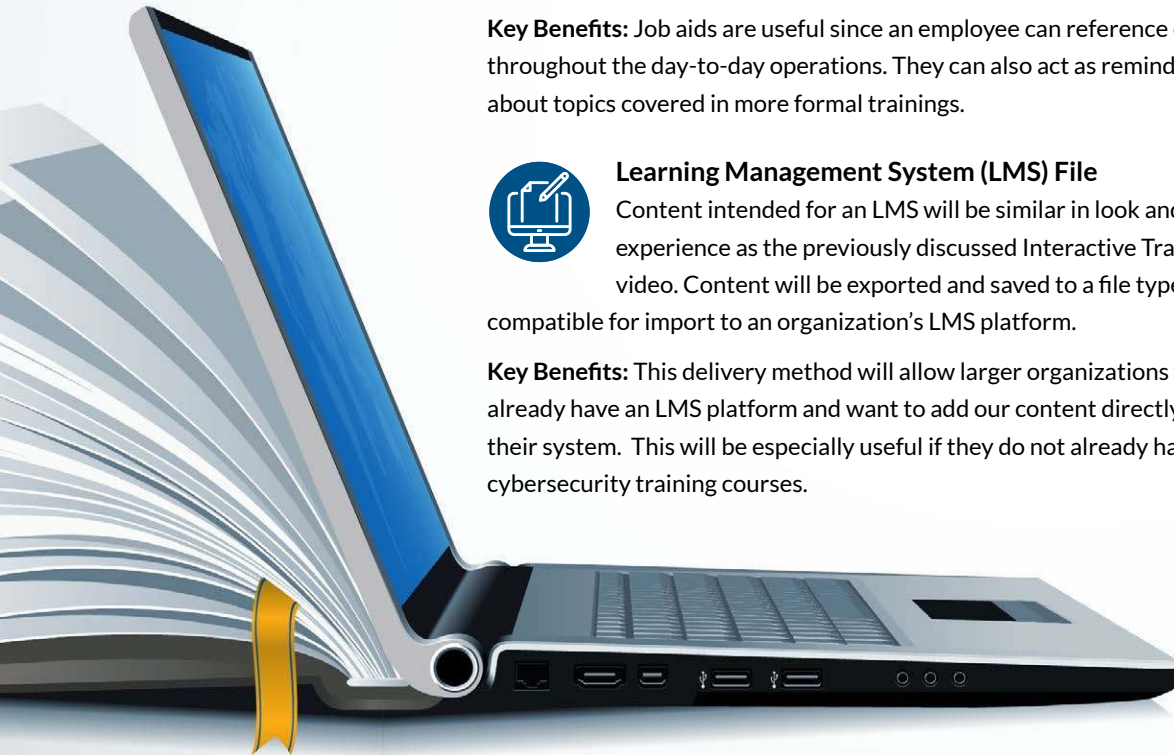 Key Benefits: Job aids are useful since an employee can reference
throughout the day-to-day operations. They can also act as
about topics covered in more formal trainings.
Learning Management System (LMS) File
Content intended for an LMS will be similar in look
experience as the previously discussed Interactive
video. Content will be exported and saved to a file
compatible for import to an organization’s LMS platform.
Key Benefits: This delivery method will allow larger organizations
already have an LMS platform and want to add our content directly
their system. This will be especially useful if they do not already
cybersecurity training courses.